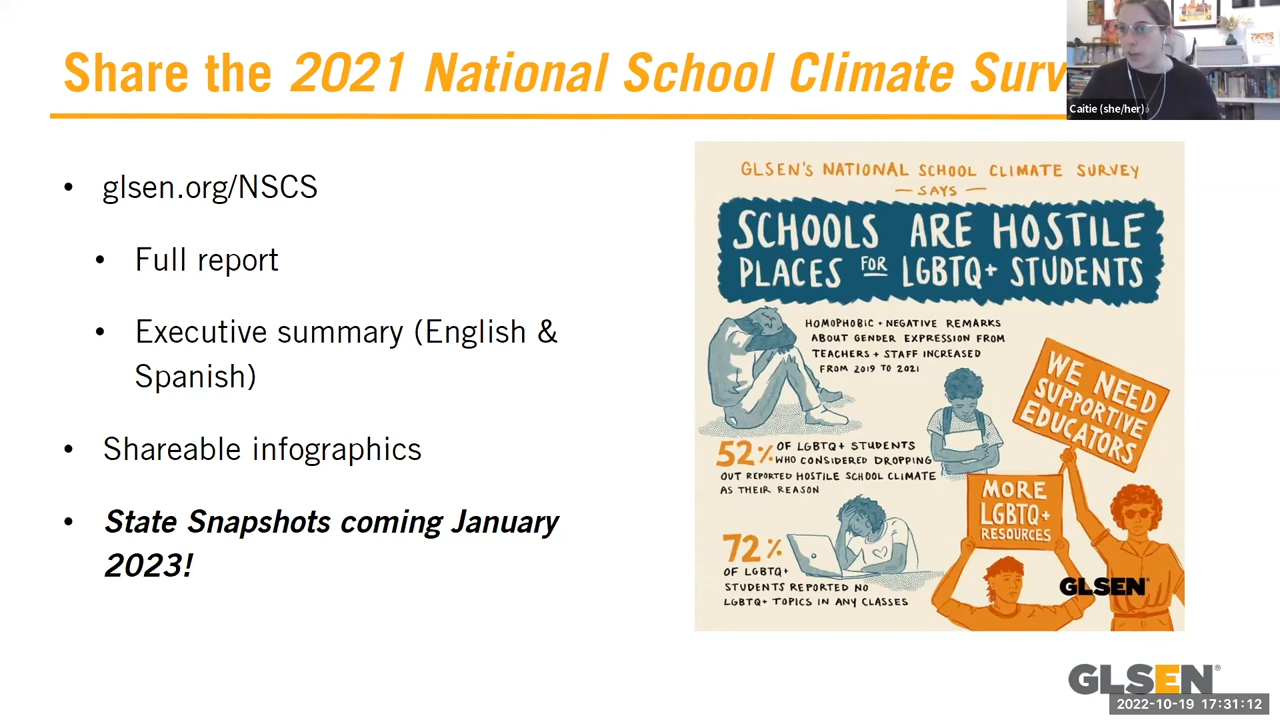 Share the 2021 National School Climate Surv
Caitie (she/her)
• glsen.org/NSCS
• Full report
• Executive summary (English &
Spanish)
• Shareable infographics
• State Snapshots coming January
2023!
GLSEN'S NATIONAL SCHOOL CLIMATE SURVEY
— SAYS —
SCHOOLS ARE HOSTILE
PLACES FOR LGBTQ+ STUDENTS
HOMOPHOBIC + NEGATIVE REMARKS
ABOUT GENDER EXPRESSION FROM
TEACHERS + STAFF INCREASED
FROM 2019 TO 2021
52% OF LGBTQ+ STUDENTS
WHO CONSIDERED DROPPING
OUT REPORTED HOSTILE SCHOOL CLIMATE
AS THEIR REASON
72%
OF LGBTQ+
STUDENTS REPORTED NO
LGBTQ+ TOPICS IN ANY CLASSES
WE NEED
SUPPORTIVE
EDUCATORS
MORE
LGBTQ+
RESOURCES
GLSEN®
GLSEN®
2022-10-19 17:31:12